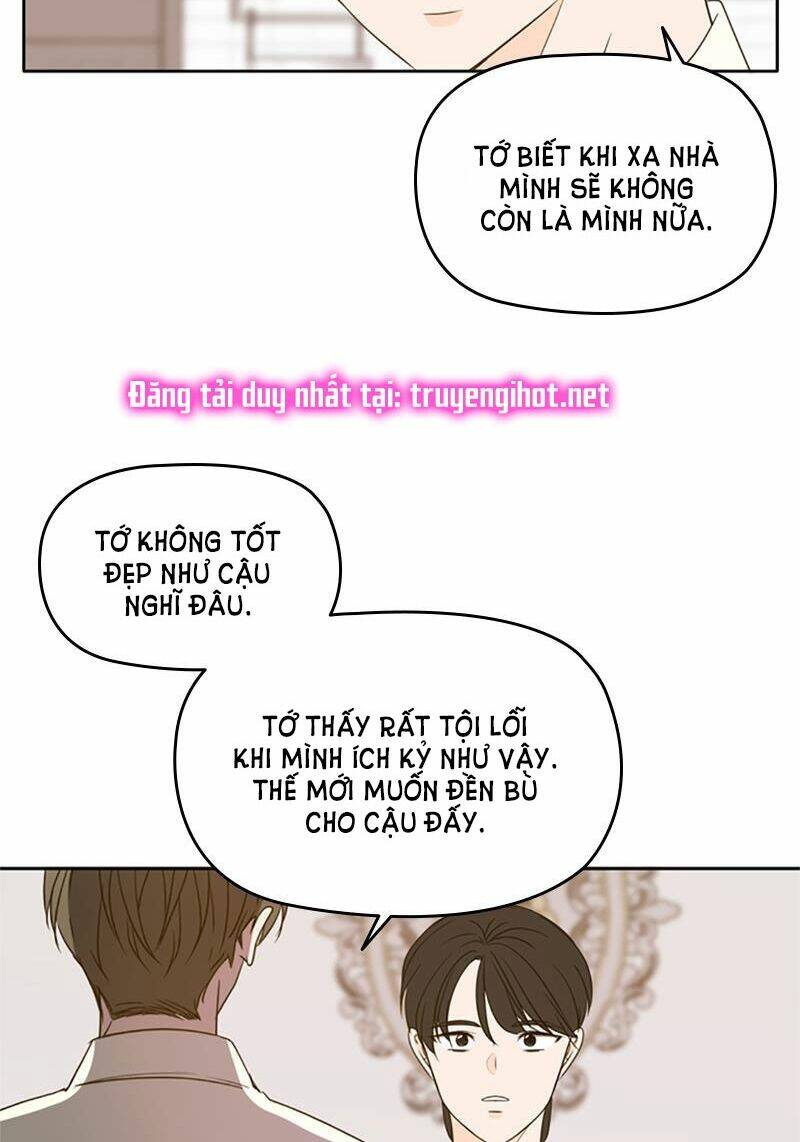 TỚ BIẾT KHI XA NHÀ
MÌNH SẼ KHÔNG
CÒN LÀ MÌNH NỮA.
Đăng tải duy nhất tại: truyengihot.net
TỚ KHÔNG TỐT
ĐẸP NHƯ CẬU
NGHĨ ĐÂU.
TỚ THẤY RẤT TỘI LỖI
KHI MÌNH ÍCH KỶ NHƯ VẬY.
THẾ MỚI MUỐN ĐỀN BÙ
CHO CẬU ĐẤY.